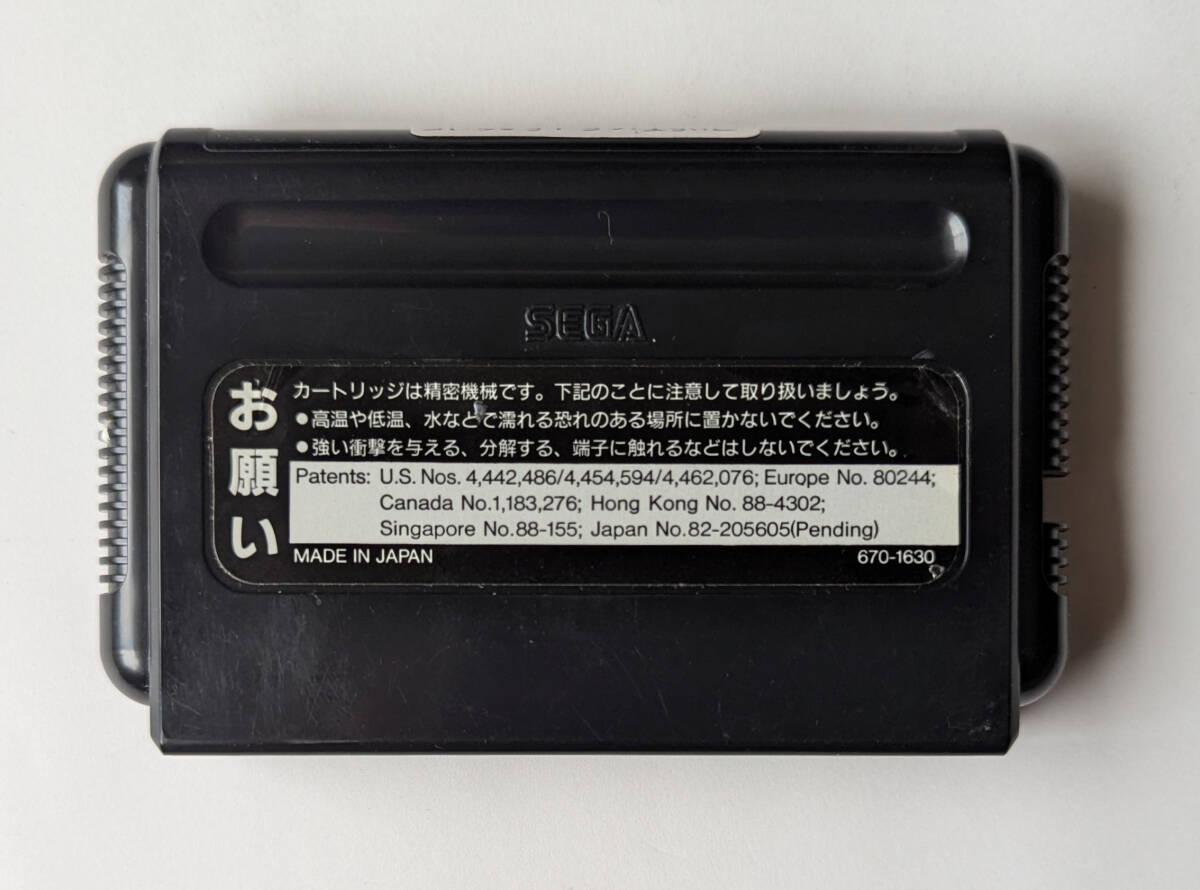 SEGA
お願い
カートリッジは精密機械です。下記のことに注意して取り扱いましょう。
●高温や低温、水などで濡れる恐れのある場所に置かないでください。
●強い衝撃を与える、分解する、端子に触れるなどはしないでください。
Patents: U.S. Nos. 4,442,486/4,454,594/4,462,076; Europe No. 80244;
Canada No.1,183,276; Hong Kong No. 88-4302;
Singapore No.88-155; Japan No.82-205605(Pending)
MADE IN JAPAN
670-1630